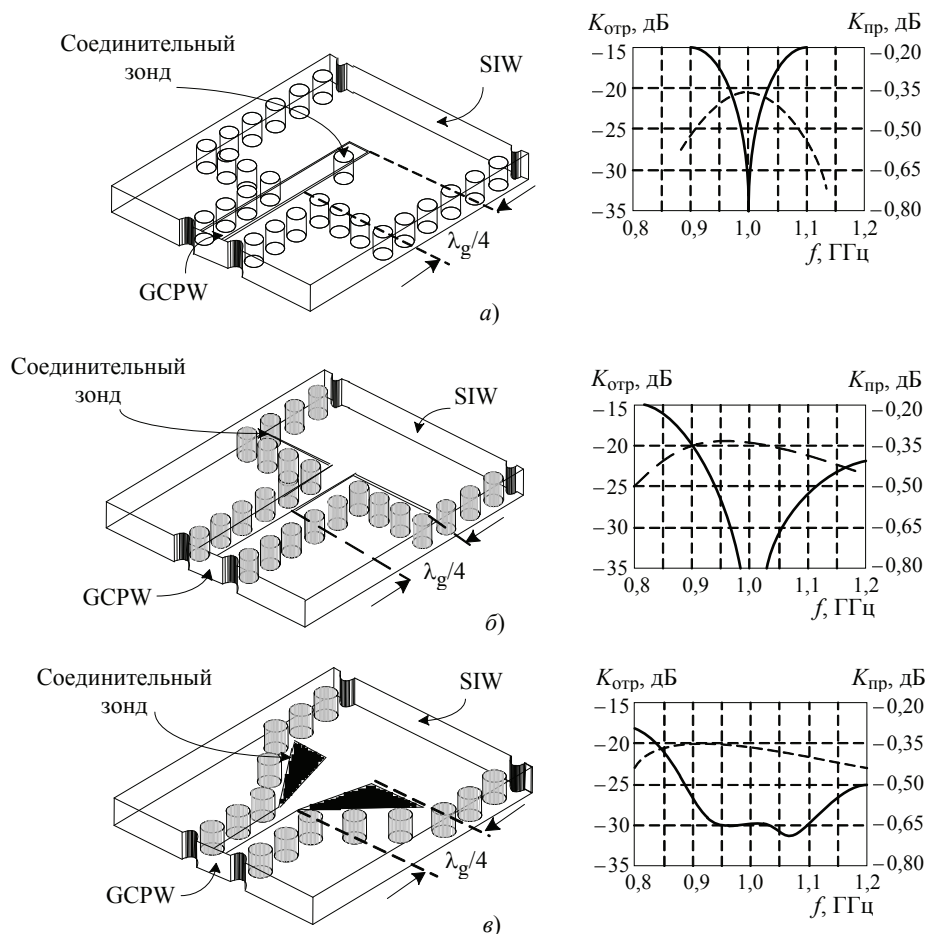 Соединительный
зонд
SIW
λg/4
GCPW
а)
Kотр, дБ
Kпр, дБ
–15
–20
–25
–30
–35
–0,20
–0,35
–0,50
–0,65
–0,80
0,8 0,9 1,0 1,1 1,2
f, ГГц
Соединительный
зонд
SIW
λg/4
GCPW
б)
Kотр, дБ
Kпр, дБ
–15
–20
–25
–30
–35
–0,20
–0,35
–0,50
–0,65
–0,80
0,8 0,9 1,0 1,1 1,2
f, ГГц
Соединительный
зонд
SIW
λg/4
GCPW
в)
Kотр, дБ
Kпр, дБ
–15
–20
–25
–30
–35
–0,20
–0,35
–0,50
–0,65
–0,80
0,8 0,9 1,0 1,1 1,2
f, ГГц